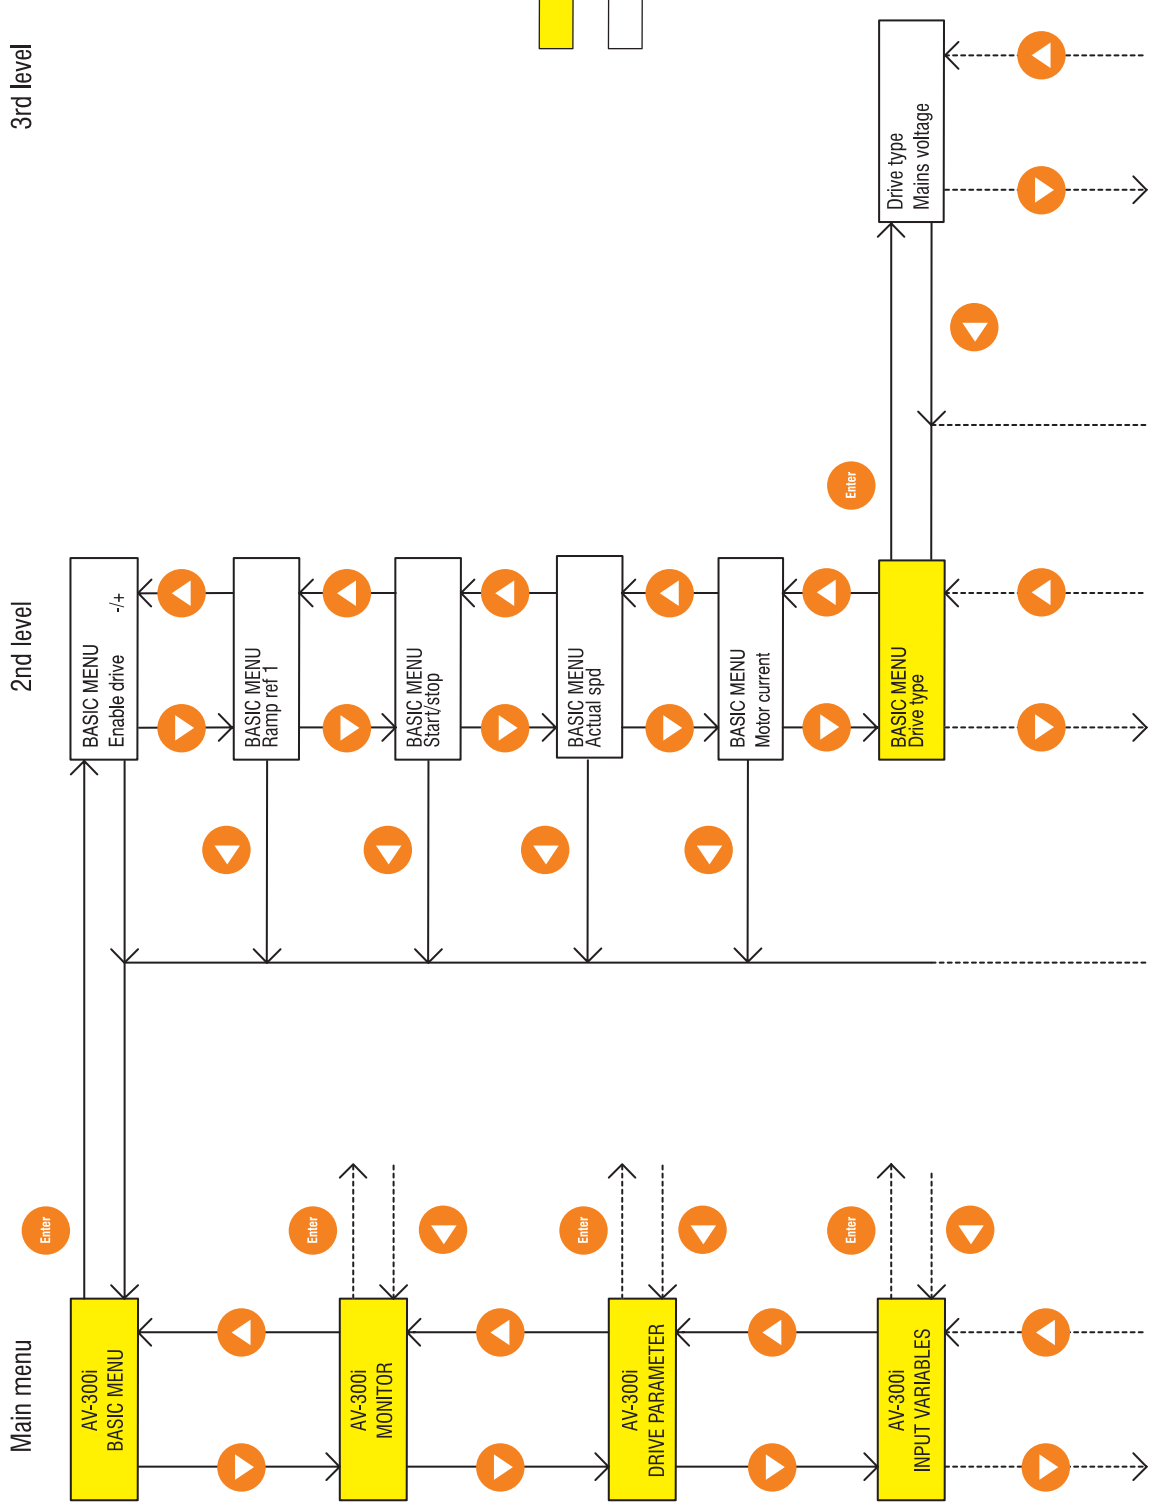 Main menu
2nd level
3rd level
AV-300i
BASIC MENU
Enter
BASIC MENU
Enable drive -/+
BASIC MENU
Ramp ref 1
AV-300i
MONITOR
Enter
BASIC MENU
Start/stop
BASIC MENU
Actual spd
AV-300i
DRIVE PARAMETER
Enter
BASIC MENU
Motor current
AV-300i
INPUT VARIABLES
Enter
BASIC MENU
Drive type
Enter
Drive type
Mains voltage